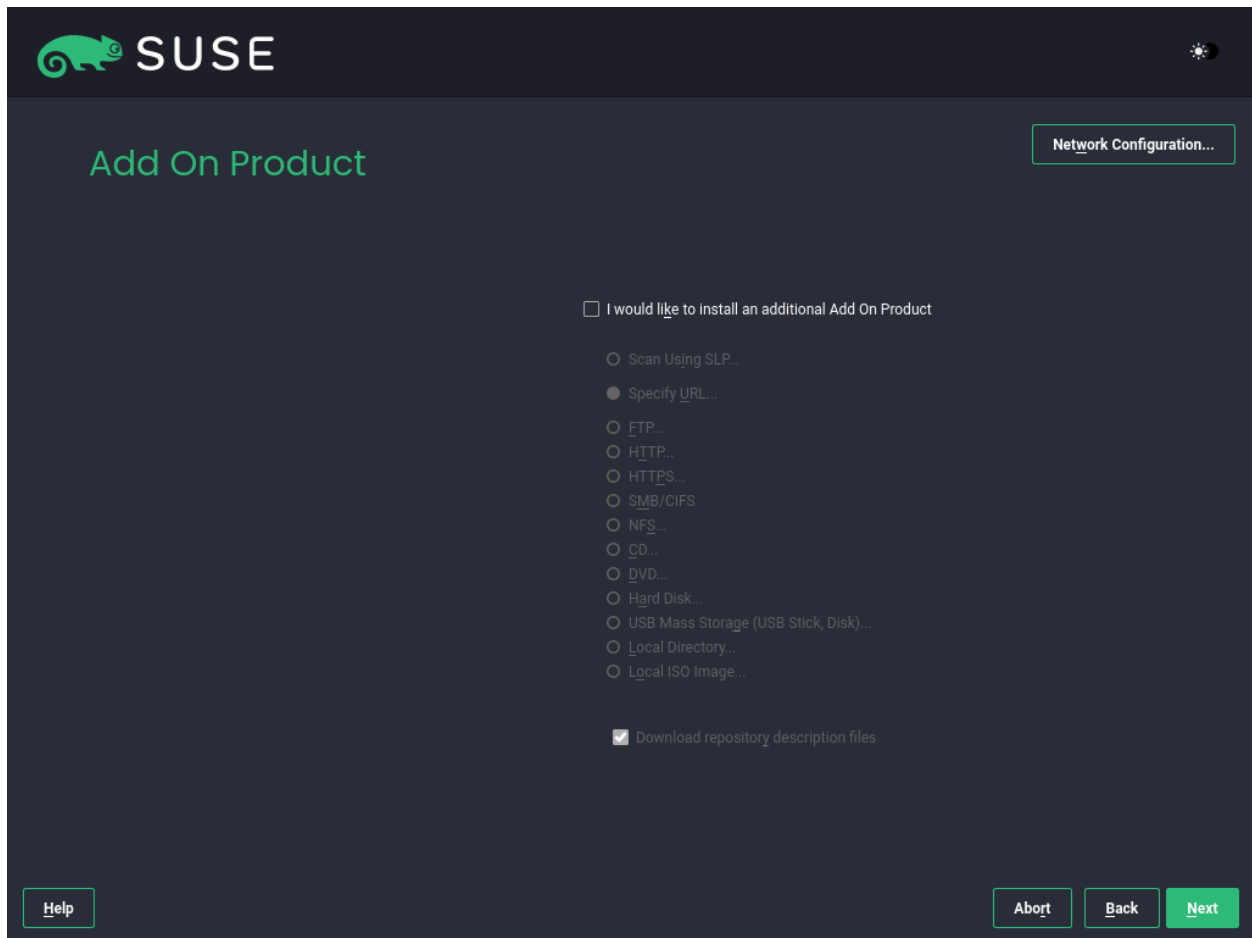 SUSE
Network Configuration...
Add On Product
I would like to install an additional Add On Product
Scan Using SLP...
Specify URL...
FTP...
HTTP...
HTTPS...
SMB/CIFS
NFS...
CD...
DVD...
Hard Disk...
USB Mass Storage (USB Stick, Disk)...
Local Directory...
Local ISO Image...
Download repository description files
Help
Abort
Back
Next